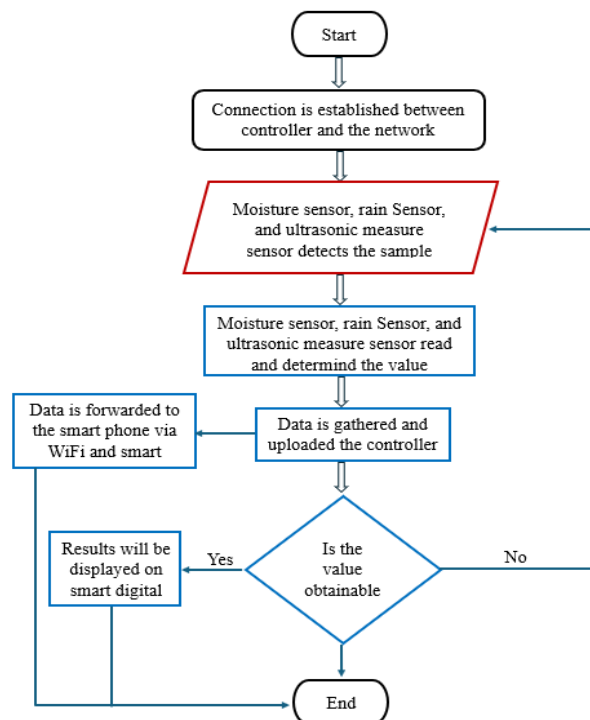 Start
Connection is established between
controller and the network
Moisture sensor, rain Sensor,
and ultrasonic measure
sensor detects the sample
Moisture sensor, rain Sensor, and
ultrasonic measure sensor read
and determind the value
Data is forwarded to
the smart phone via
WiFi and smart
Data is gathered and
uploaded the controller
Is the
value
obtainable
Yes
No
Results will be
displayed on
smart digital
End